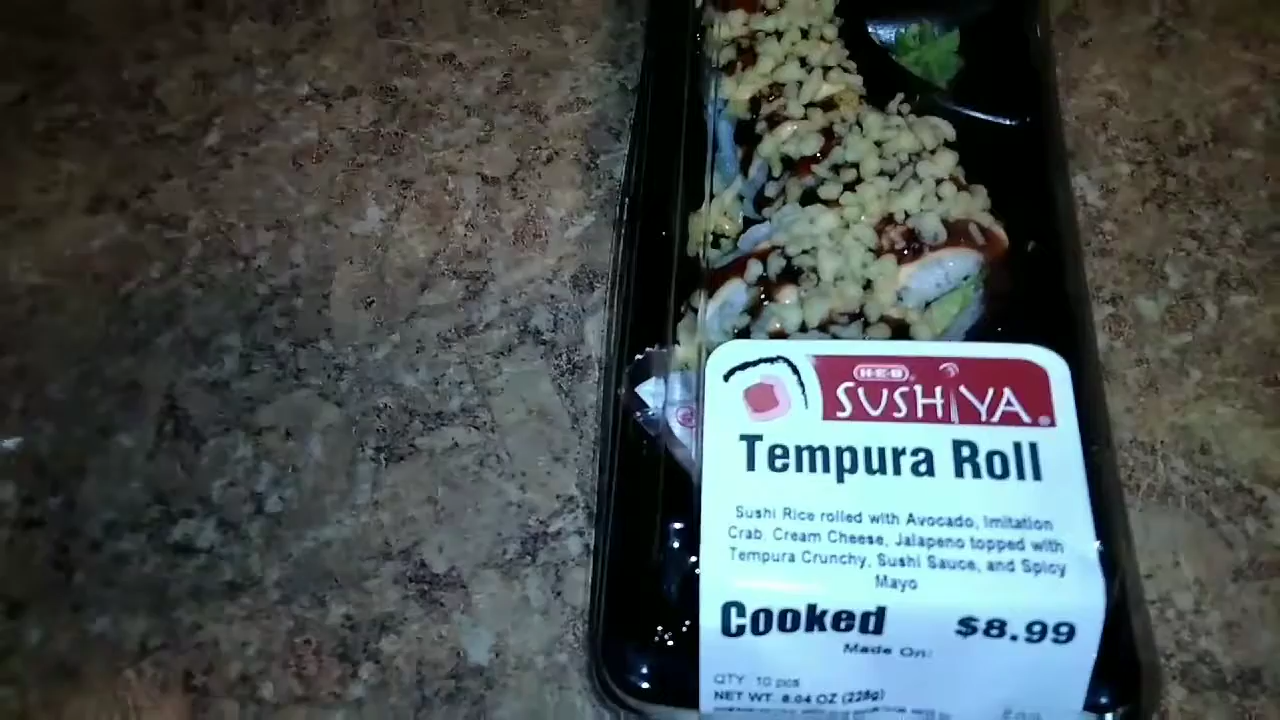 H-E-B
SUSHIYA
Tempura Roll
Sushi Rice rolled with Avocado, Imitation
Crab, Cream Cheese, Jalapeno topped with
Tempura Crunchy, Sushi Sauce, and Spicy
Mayo
Cooked $8.99
Made On:
QTY 10 pcs
NET WT. 8.04 OZ (228g)